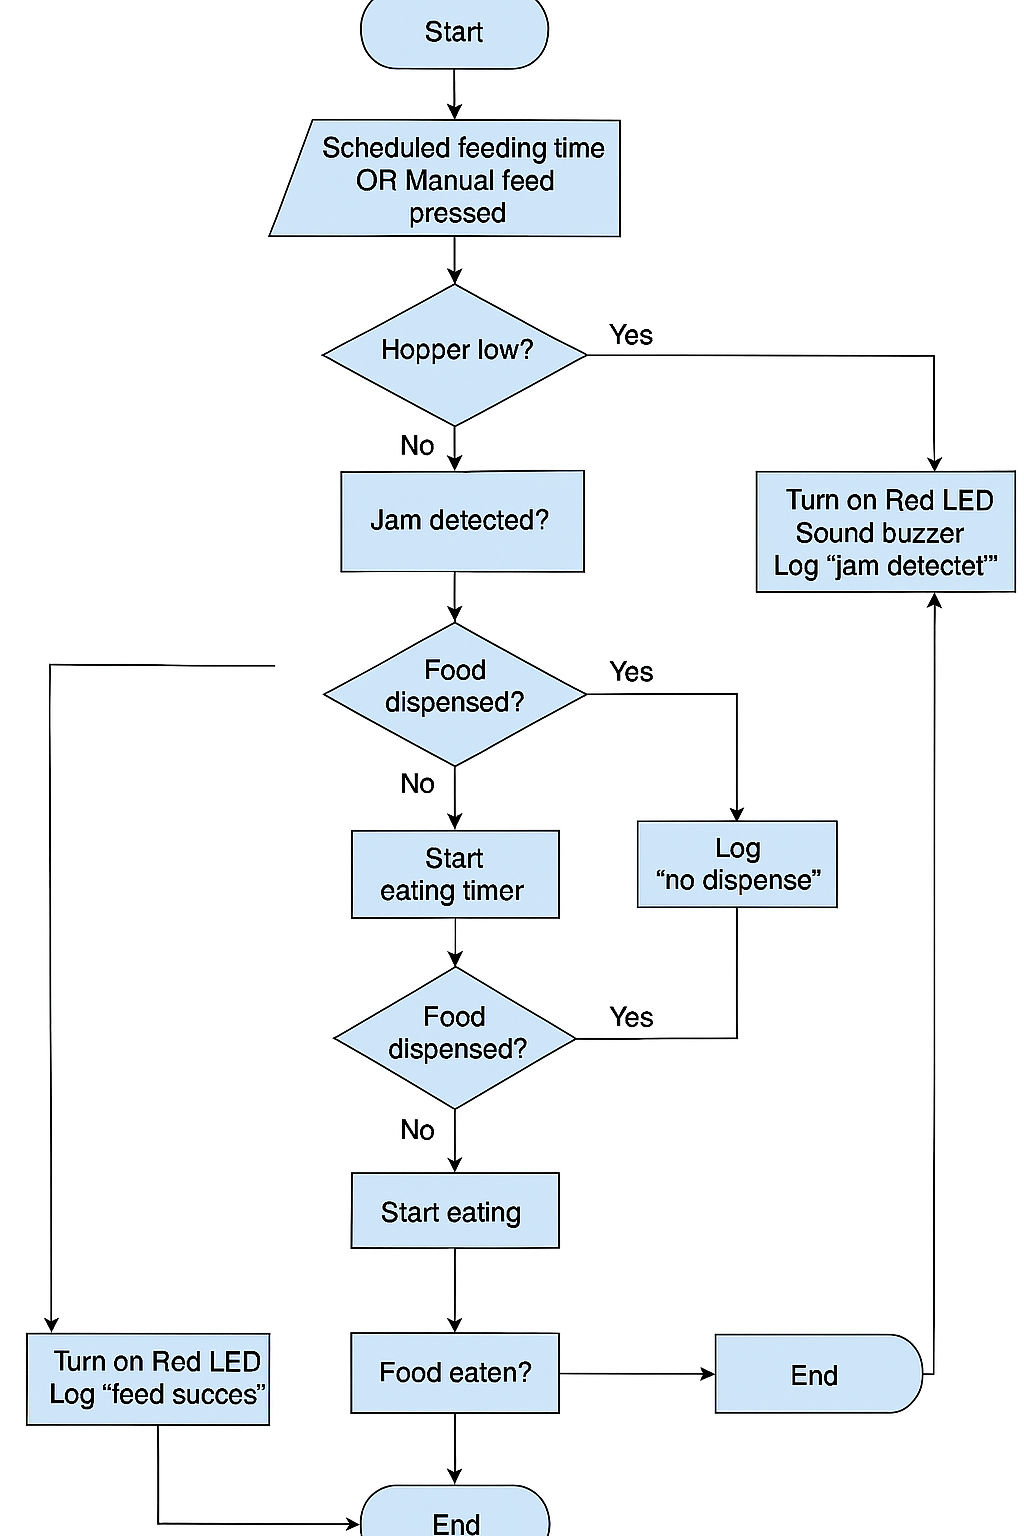 Start
Scheduled feeding time
OR Manual feed
pressed
Hopper low?
Yes
No
Jam detected?
Turn on Red LED
Sound buzzer
Log “jam detectet’”
Food
dispensed?
Yes
No
Start
eating timer
Log
“no dispense”
Food
dispensed?
Yes
No
Start eating
Turn on Red LED
Log “feed succes”
Food eaten?
End
End